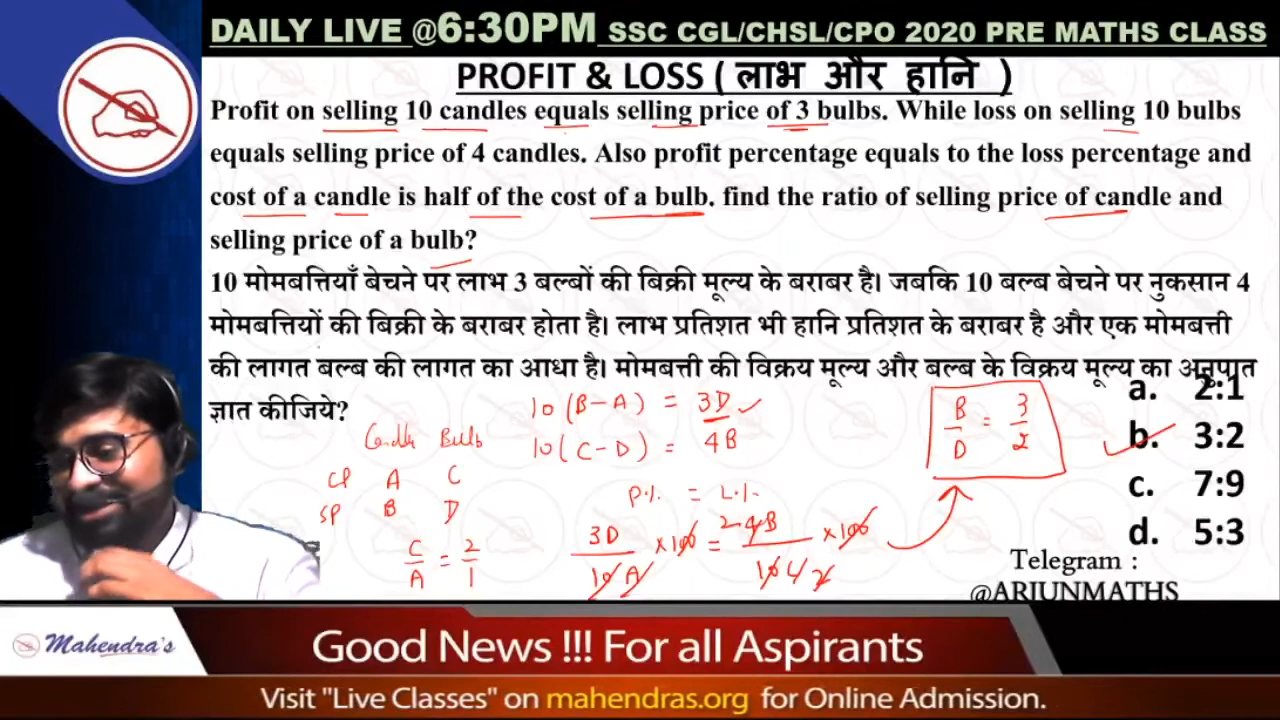 DAILY LIVE @6:30PM SSC CGL/CHSL/CPO 2020 PRE MATHS CLASS
PROFIT & LOSS ( लाभ और हानि )
Profit on selling 10 candles equals selling price of 3 bulbs. While loss on selling 10 bulbs
equals selling price of 4 candles. Also profit percentage equals to the loss percentage and
cost of a candle is half of the cost of a bulb. find the ratio of selling price of candle and
selling price of a bulb?
10 मोमबत्तियाँ बेचने पर लाभ 3 बल्बों की बिक्री मूल्य के बराबर है। जबकि 10 बल्ब बेचने पर नुकसान 4
मोमबत्तियों की बिक्री के बराबर होता है। लाभ प्रतिशत भी हानि प्रतिशत के बराबर है और एक मोमबत्ती
की लागत बल्ब की लागत का आधा है। मोमबत्ती की विक्रय मूल्य और बल्ब के विक्रय मूल्य का अनुपात
ज्ञात कीजिये?
a. 2:1
b. 3:2
c. 7:9
d. 5:3
Candle Bulb
CP A C
SP B D
C/A = 2/1
10(B-A) = 3D
10(C-D) = 4B
P.% = L.%
3D/10A × 100 = 4B/10 2 × 100
B/D = 3/2
Telegram :
@ARJUNMATHS
Mahendra's
Good News !!! For all Aspirants
Visit "Live Classes" on mahendras.org for Online Admission.